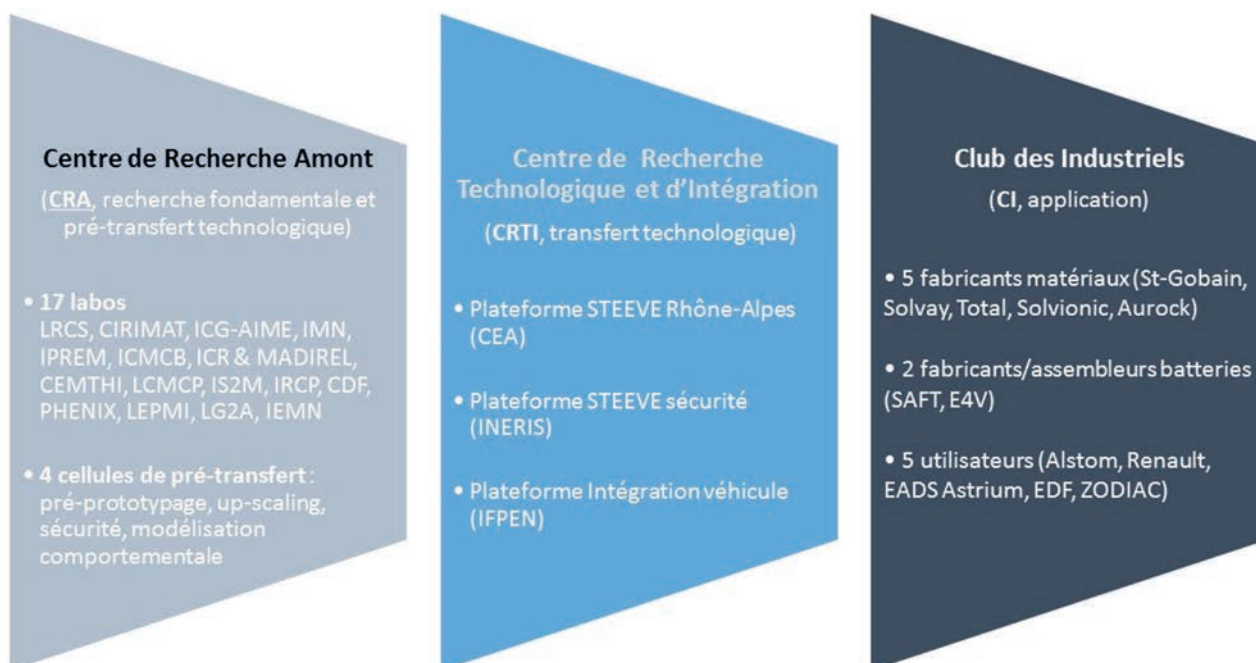 Centre de Recherche Amont
(CRA, recherche fondamentale et
pré-transfert technologique)
• 17 labos
LRCS, CIRIMAT, ICG-AIME, IMN,
IPREM, ICMCB, ICR & MADIREL,
CEMTHI, LCMCP, IS2M, IRCP, CDF,
PHENIX, LEPMI, LG2A, IEMN
• 4 cellules de pré-transfert :
pré-prototypage, up-scaling,
sécurité, modélisation
comportementale
Centre de Recherche
Technologique et d’Intégration
(CRTI, transfert technologique)
• Plateforme STEEVE Rhône-Alpes
(CEA)
• Plateforme STEEVE sécurité
(INERIS)
• Plateforme Intégration véhicule
(IFPEN)
Club des Industriels
(CI, application)
• 5 fabricants matériaux (St-Gobain,
Solvay, Total, Solvionic, Aurock)
• 2 fabricants/assembleurs batteries
(SAFT, E4V)
• 5 utilisateurs (Alstom, Renault,
EADS Astrium, EDF, ZODIAC)